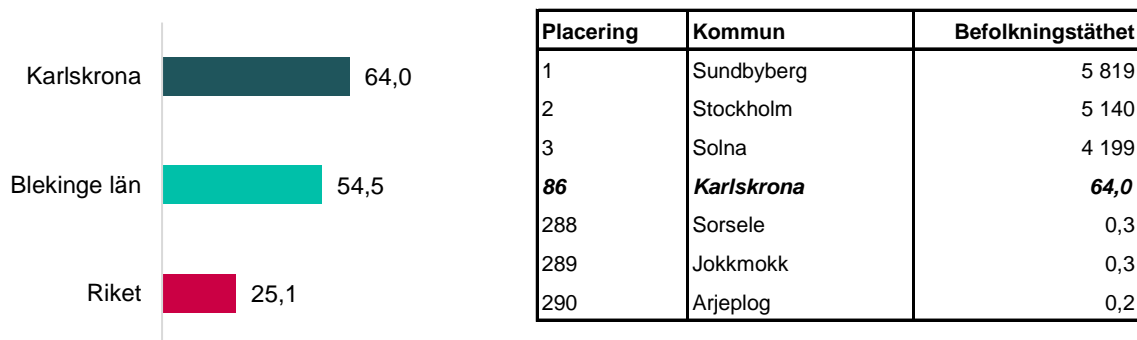 Karlskrona 64,0
Blekinge län 54,5
Riket 25,1
Placering Kommun Befolkningstäthet
1 Sundbyberg 5 819
2 Stockholm 5 140
3 Solna 4 199
86 Karlskrona 64,0
288 Sorsele 0,3
289 Jokkmokk 0,3
290 Arjeplog 0,2